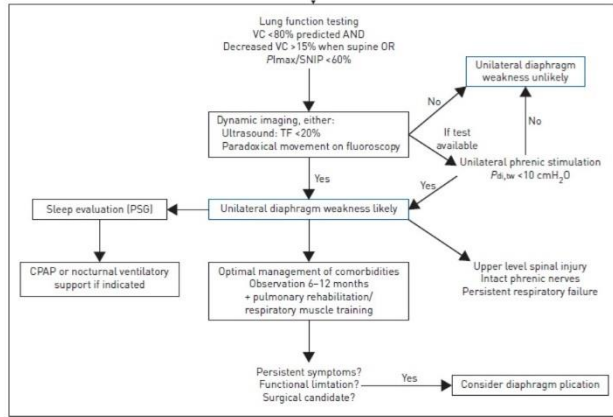 Lung function testing
VC <80% predicted AND
Decreased VC >15% when supine OR
PImax/SNIP <60%
Unilateral diaphragm
weakness unlikely
No
No
Dynamic imaging, either:
Ultrasound: TF <20%
Paradoxical movement on fluoroscopy
If test
available
Unilateral phrenic stimulation
Pdi,tw <10 cmH2O
Yes
Yes
Sleep evaluation (PSG)
Unilateral diaphragm weakness likely
CPAP or nocturnal ventilatory
support if indicated
Optimal management of comorbidities
Observation 6–12 months
+ pulmonary rehabilitation/
respiratory muscle training
Upper level spinal injury
Intact phrenic nerves
Persistent respiratory failure
Persistent symptoms?
Functional limtation?
Surgical candidate?
Yes
Consider diaphragm plication